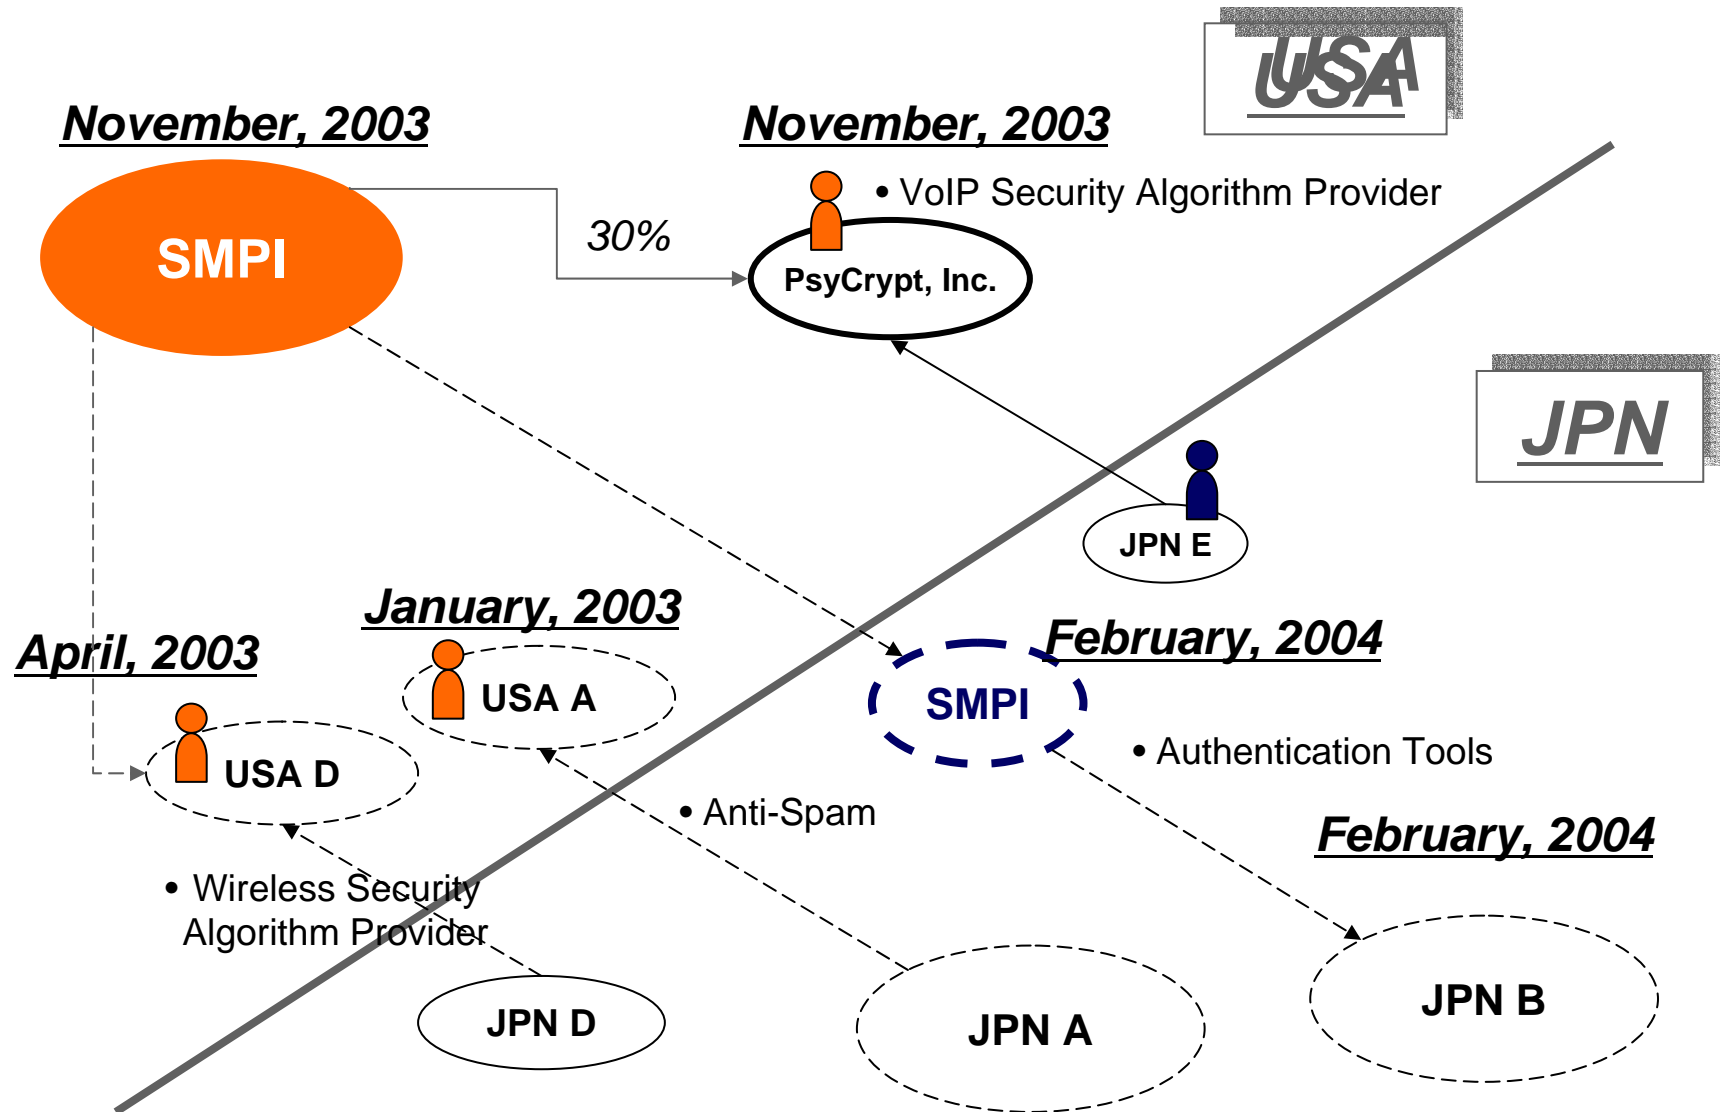 USA
USA
November, 2003
November, 2003
• VoIP Security Algorithm Provider
SMPI
30%
PsyCrypt, Inc.
JPN
JPN E
January, 2003
February, 2004
April, 2003
USA A
SMPI
USA D
• Authentication Tools
• Anti-Spam
February, 2004
• Wireless Security
Algorithm Provider
JPN D
JPN A
JPN B